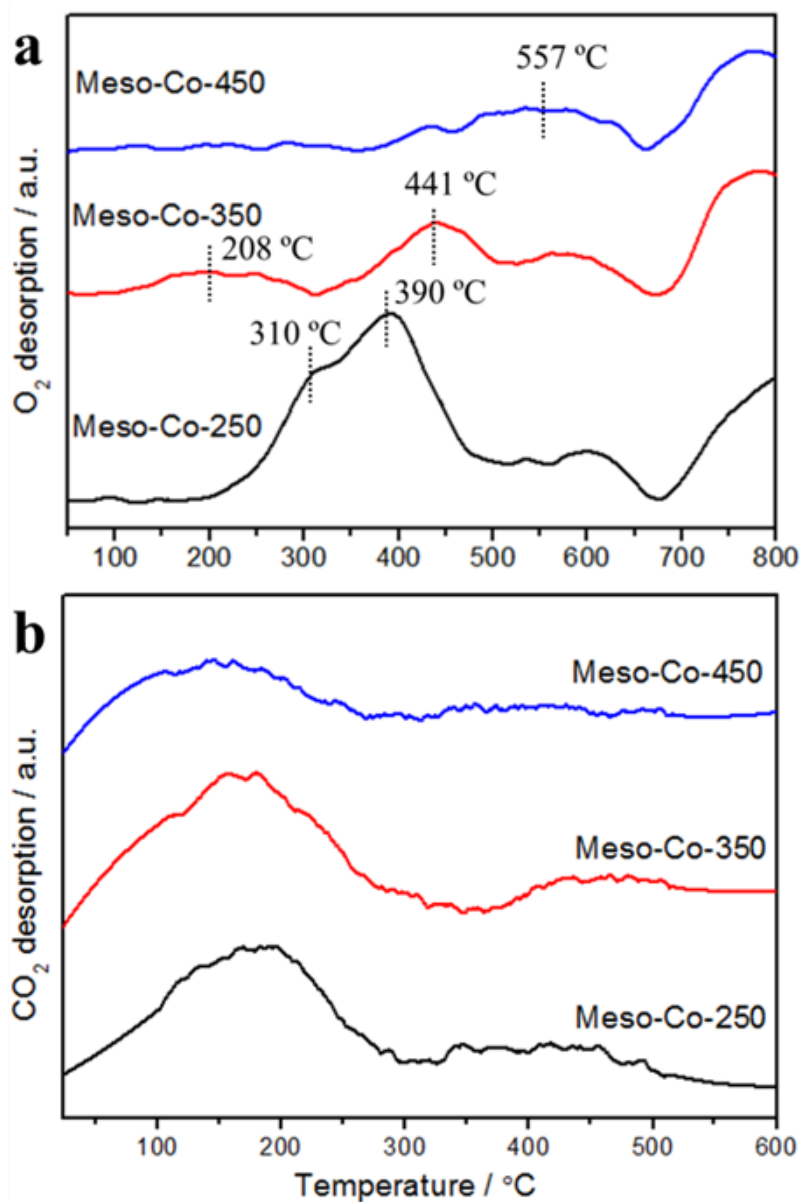 a
557 ºC
Meso-Co-450
441 ºC
Meso-Co-350
208 ºC
390 ºC
310 ºC
Meso-Co-250
O₂ desorption / a.u.
100 200 300 400 500 600 700 800
b
Meso-Co-450
Meso-Co-350
Meso-Co-250
CO₂ desorption / a.u.
100 200 300 400 500 600
Temperature / °C